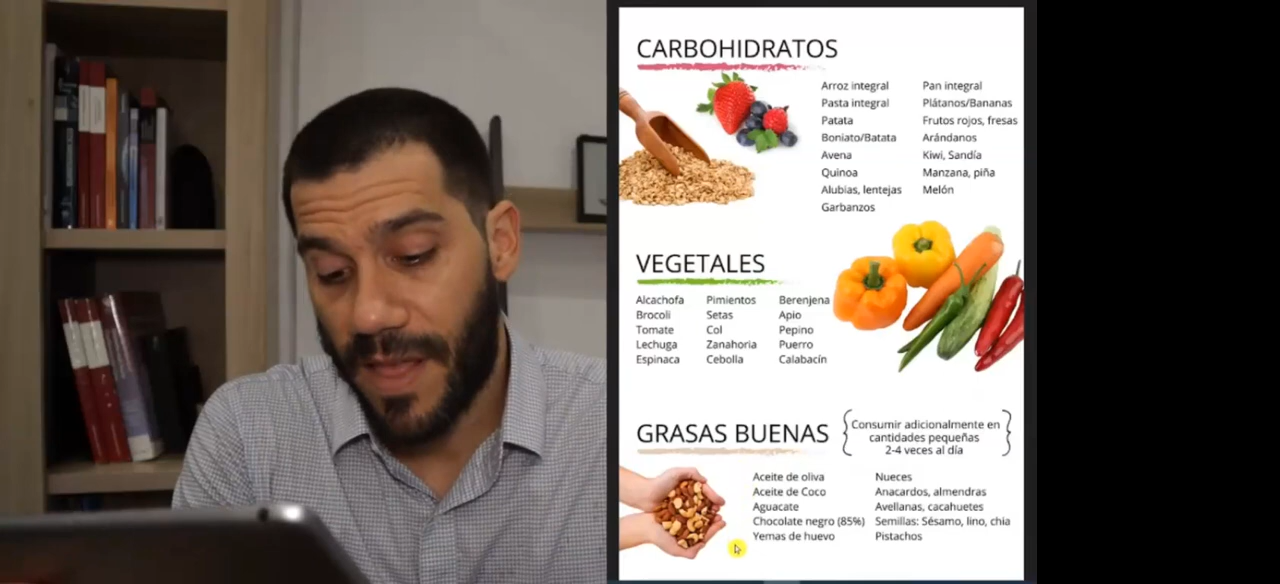 CARBOHIDRATOS
Arroz integral
Pasta integral
Patata
Boniato/Batata
Avena
Quinoa
Alubias, lentejas
Garbanzos
Pan integral
Plátanos/Bananas
Frutos rojos, fresas
Arándanos
Kiwi, Sandía
Manzana, piña
Melón
VEGETALES
Alcachofa
Brocoli
Tomate
Lechuga
Espinaca
Pimientos
Setas
Col
Zanahoria
Cebolla
Berenjena
Apio
Pepino
Puerro
Calabacín
GRASAS BUENAS
Consumir adicionalmente en
cantidades pequeñas
2-4 veces al día
Aceite de oliva
Aceite de Coco
Aguacate
Chocolate negro (85%)
Yemas de huevo
Nueces
Anacardos, almendras
Avellanas, cacahuetes
Semillas: Sésamo, lino, chia
Pistachos